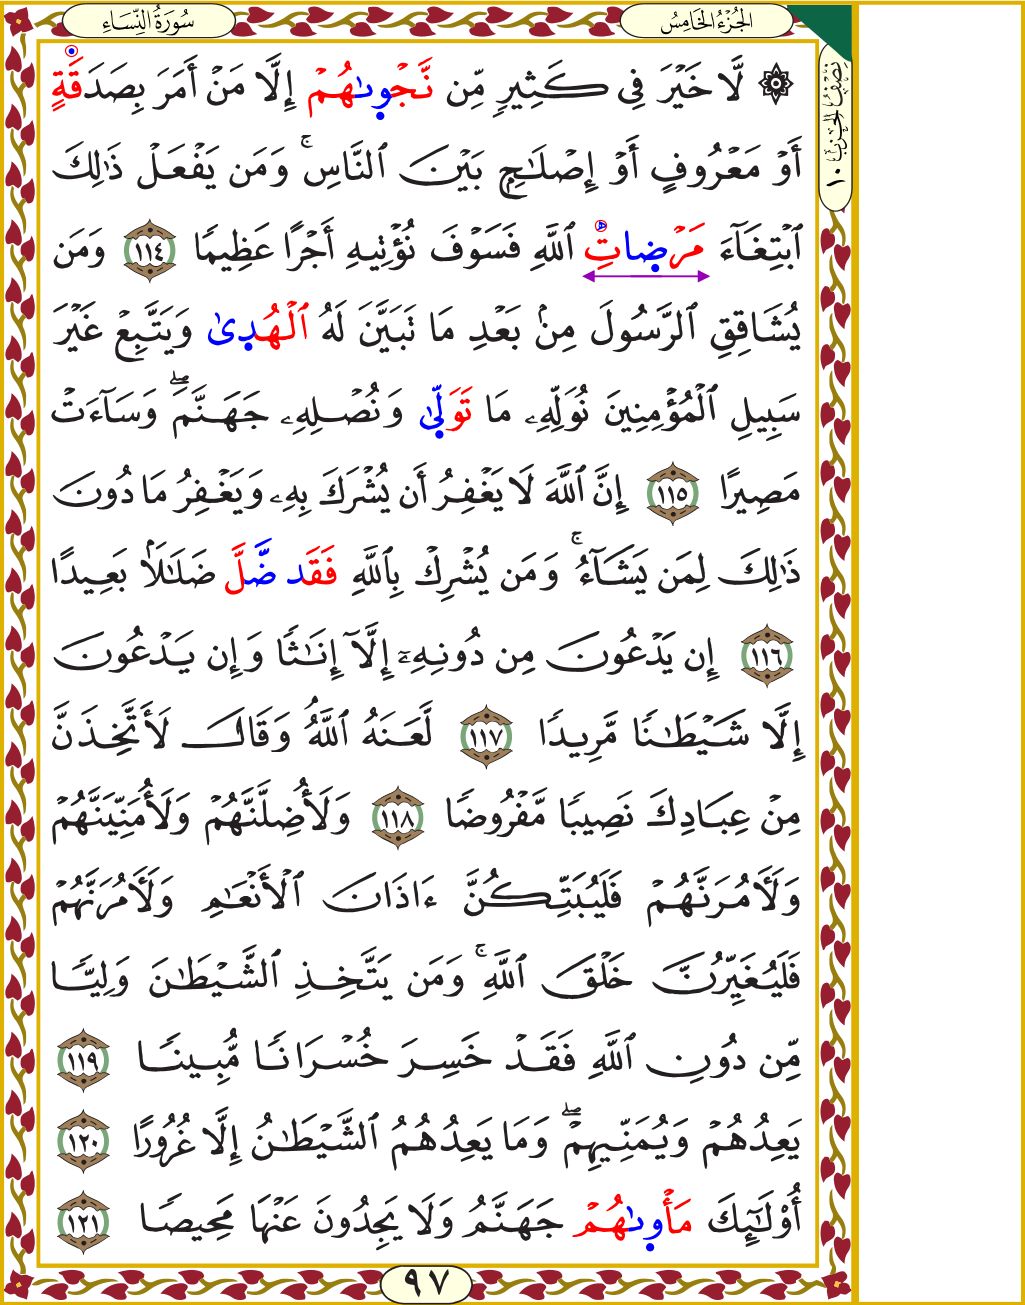 سُورَةُ النِّسَاءِ
الجُزْءُ الخَامِسُ
نِصْفُ الحِزْبِ ١٠
۞ لَّا خَيْرَ فِي كَثِيرٍ مِّن نَّجْوىٰهُمْ إِلَّا مَنْ أَمَرَ بِصَدَقَةٍ
أَوْ مَعْرُوفٍ أَوْ إِصْلَٰحٍۭ بَيْنَ ٱلنَّاسِۚ وَمَن يَفْعَلْ ذَٰلِكَ
ٱبْتِغَآءَ مَرْضِاتِ ٱللَّهِ فَسَوْفَ نُؤْتِيهِ أَجْرًا عَظِيمًا ١١٤ وَمَن
يُشَاقِقِ ٱلرَّسُولَ مِنۢ بَعْدِ مَا تَبَيَّنَ لَهُ ٱلْهُدىٰ وَيَتَّبِعْ غَيْرَ
سَبِيلِ ٱلْمُؤْمِنِينَ نُوَلِّهِۦ مَا تَوَلّىٰ وَنُصْلِهِۦ جَهَنَّمَۖ وَسَآءَتْ
مَصِيرًا ١١٥ إِنَّ ٱللَّهَ لَا يَغْفِرُ أَن يُشْرَكَ بِهِۦ وَيَغْفِرُ مَا دُونَ
ذَٰلِكَ لِمَن يَشَآءُۚ وَمَن يُشْرِكْ بِٱللَّهِ فَقَد ضَّلَّ ضَلَٰلًۢا بَعِيدًا
١١٦ إِن يَدْعُونَ مِن دُونِهِۦٓ إِلَّآ إِنَٰثًا وَإِن يَدْعُونَ
إِلَّا شَيْطَٰنًا مَّرِيدًا ١١٧ لَّعَنَهُ ٱللَّهُۘ وَقَالَ لَأَتَّخِذَنَّ
مِنْ عِبَادِكَ نَصِيبًا مَّفْرُوضًا ١١٨ وَلَأُضِلَّنَّهُمْ وَلَأُمَنِّيَنَّهُمْ
وَلَأٓمُرَنَّهُمْ فَلَيُبَتِّكُنَّ ءَاذَانَ ٱلْأَنْعَٰمِ وَلَأٓمُرَنَّهُمْ
فَلَيُغَيِّرُنَّ خَلْقَ ٱللَّهِۚ وَمَن يَتَّخِذِ ٱلشَّيْطَٰنَ وَلِيًّا
مِّن دُونِ ٱللَّهِ فَقَدْ خَسِرَ خُسْرَانًا مُّبِينًا ١١٩
يَعِدُهُمْ وَيُمَنِّيهِمْۖ وَمَا يَعِدُهُمُ ٱلشَّيْطَٰنُ إِلَّا غُرُورًا ١٢٠
أُو۟لَٰٓئِكَ مَأْوىٰهُمْ جَهَنَّمُ وَلَا يَجِدُونَ عَنْهَا مَحِيصًا ١٢١
٩٧